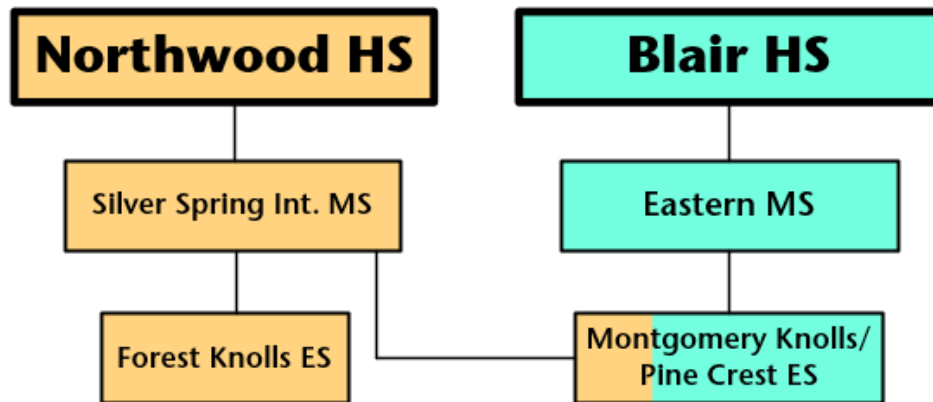 Northwood HS
Blair HS
Silver Spring Int. MS
Eastern MS
Forest Knolls ES
Montgomery Knolls/
Pine Crest ES